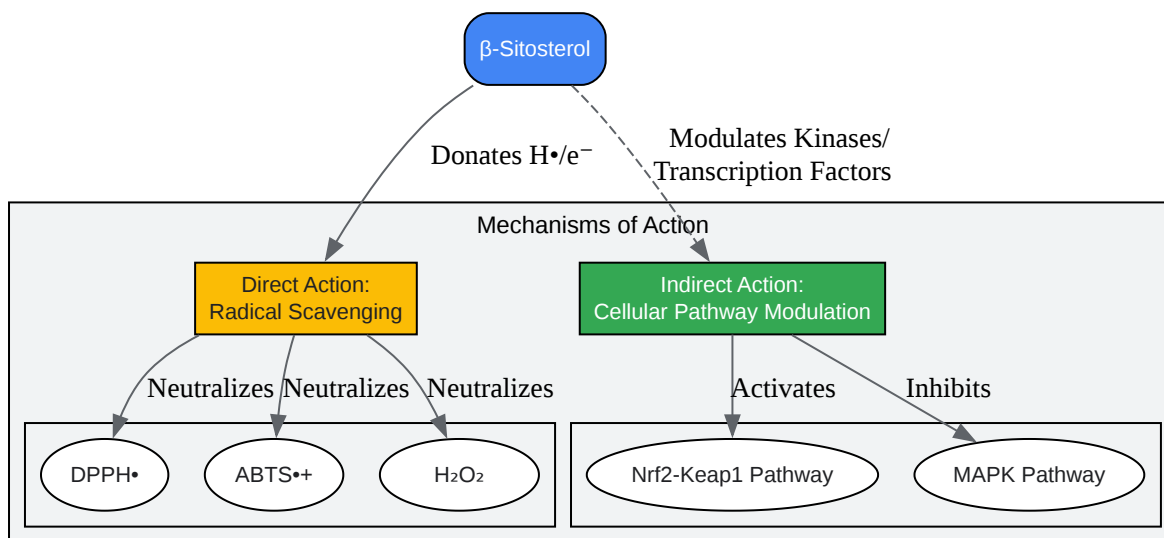 β-Sitosterol
Donates H•/e⁻
Modulates Kinases/
Transcription Factors
Mechanisms of Action
Direct Action:
Radical Scavenging
Indirect Action:
Cellular Pathway Modulation
Neutralizes
Neutralizes
Neutralizes
Activates
Inhibits
DPPH•
ABTS•+
H₂O₂
Nrf2-Keap1 Pathway
MAPK Pathway